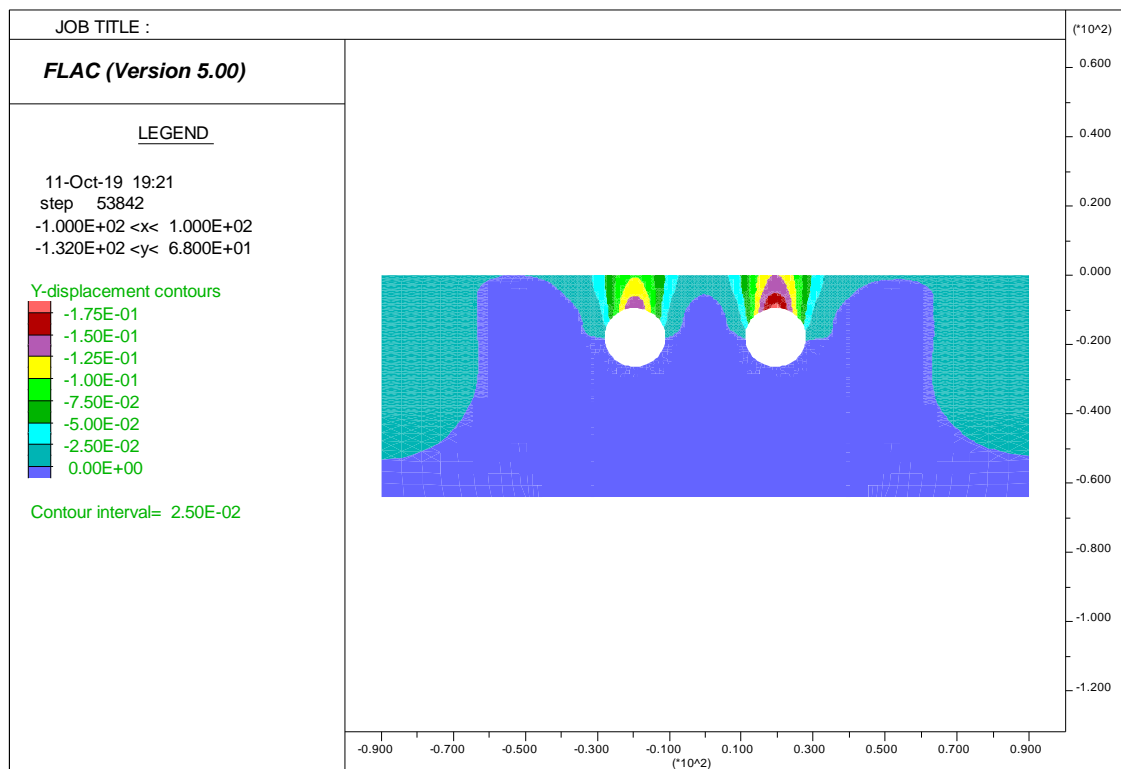 JOB TITLE :
FLAC (Version 5.00)
LEGEND
11-Oct-19 19:21
step 53842
-1.000E+02 <x< 1.000E+02
-1.320E+02 <y< 6.800E+01
Y-displacement contours
-1.75E-01
-1.50E-01
-1.25E-01
-1.00E-01
-7.50E-02
-5.00E-02
-2.50E-02
0.00E+00
Contour interval= 2.50E-02
(*10^2)
0.600
0.400
0.200
0.000
-0.200
-0.400
-0.600
-0.800
-1.000
-1.200
-0.900 -0.700 -0.500 -0.300 -0.100 0.100 0.300 0.500 0.700 0.900
(*10^2)